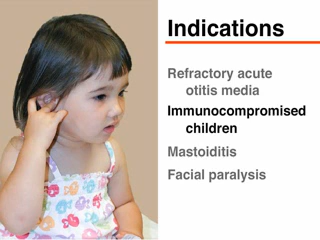 Indications
Refractory acute
otitis media
Immunocompromised
children
Mastoiditis
Facial paralysis